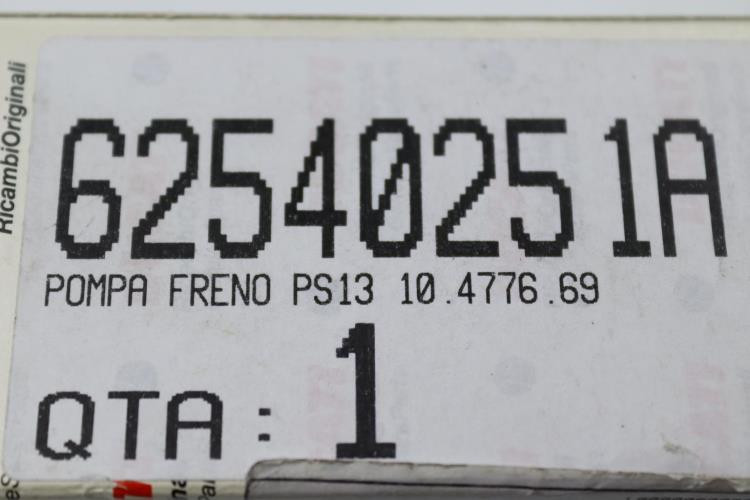 RicambiOriginali
62540251A
POMPA FRENO PS13 10.4776.69
QTA: 1